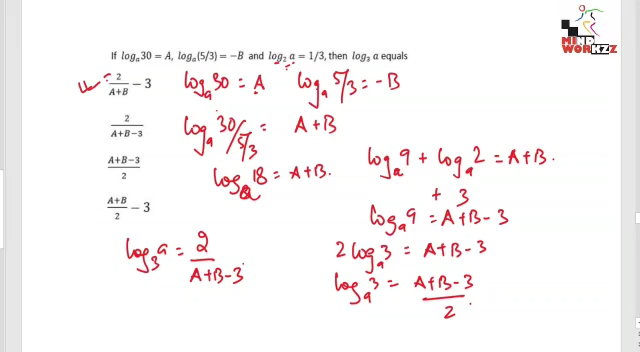 MIND
WORKZZ
If logₐ30 = A, logₐ(5/3) = −B and log₂ a = 1/3, then log₃ a equals
2/(A+B) − 3
2/(A+B−3)
(A+B−3)/2
(A+B)/2 − 3
logₐ30 = A
logₐ 5/3 = −B
logₐ 30/5/3 = A+B
logₐ18 = A+B.
logₐ9 + logₐ2 = A+B.
+ 3
logₐ9 = A+B−3
2 logₐ3 = A+B−3
logₐ3 = (A+B−3)/2
log₃a = 2/(A+B−3)